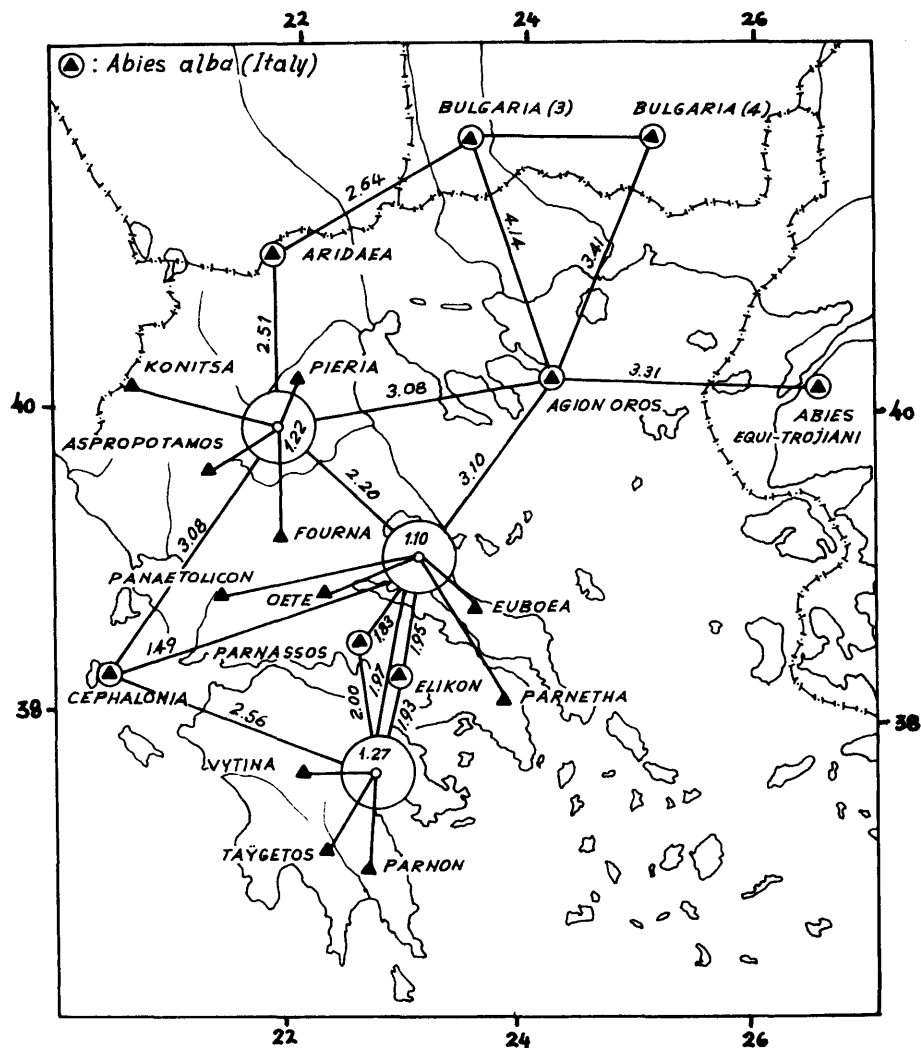 22 24 26
: Abies alba (Italy)
BULGARIA (3) BULGARIA (4)
2.64
4.14
3.41
ARIDAEA
2.51
KONITSA
PIERIA
3.08
3.31
40
AGION OROS
ABIES
EQUI-TROJIANI
40
ASPROPOTAMOS
1.22
2.20
3.10
3.08
FOURNA
1.10
PANAETOLICON
OETE
EUBOEA
1.83
1.95
149
PARNASSOS
1.97
ELIKON
CEPHALONIA
PARNETHA
2.00
1.93
38
2.56
38
1.27
VYTINA
TAŸGETOS
PARNON
22 24 26